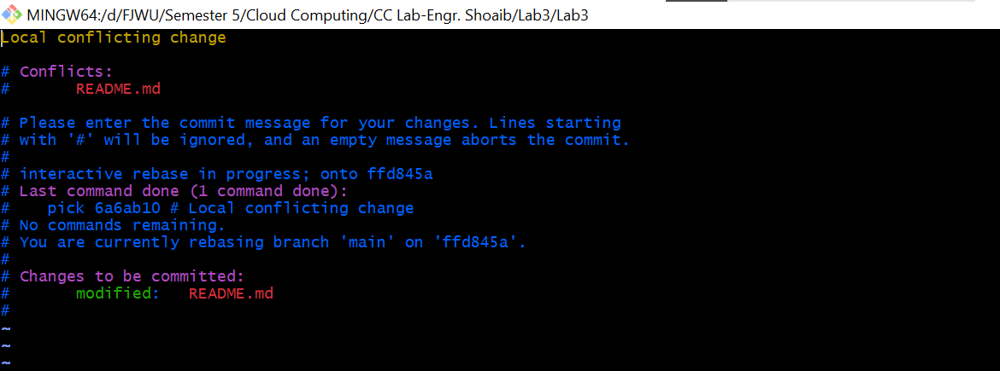 MINGW64:/d/FJWU/Semester 5/Cloud Computing/CC Lab-Engr. Shoaib/Lab3/Lab3
Local conflicting change
# Conflicts:
#       README.md
# Please enter the commit message for your changes. Lines starting
# with '#' will be ignored, and an empty message aborts the commit.
#
# interactive rebase in progress; onto ffd845a
# Last command done (1 command done):
#    pick 6a6ab10 # Local conflicting change
# No commands remaining.
# You are currently rebasing branch 'main' on 'ffd845a'.
#
# Changes to be committed:
#       modified:   README.md
#
~
~
~